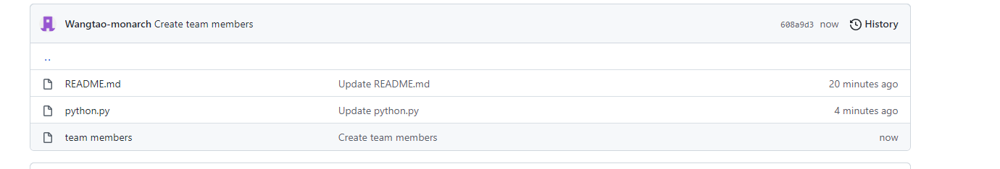 Wangtao-monarch Create team members 608a9d3 now History
..
README.md Update README.md 20 minutes ago
python.py Update python.py 4 minutes ago
team members Create team members now